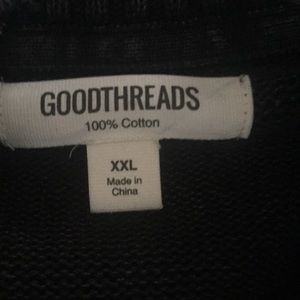 GOODTHREADS
100% Cotton
XXL
Made in
China